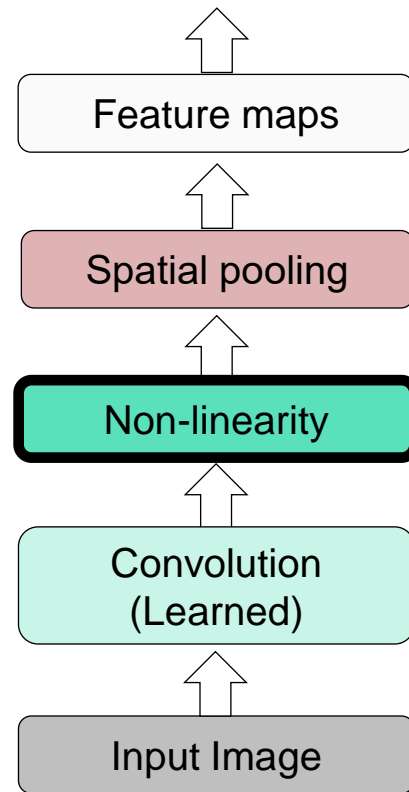 Feature maps
Spatial pooling
Non-linearity
Convolution
(Learned)
Input Image